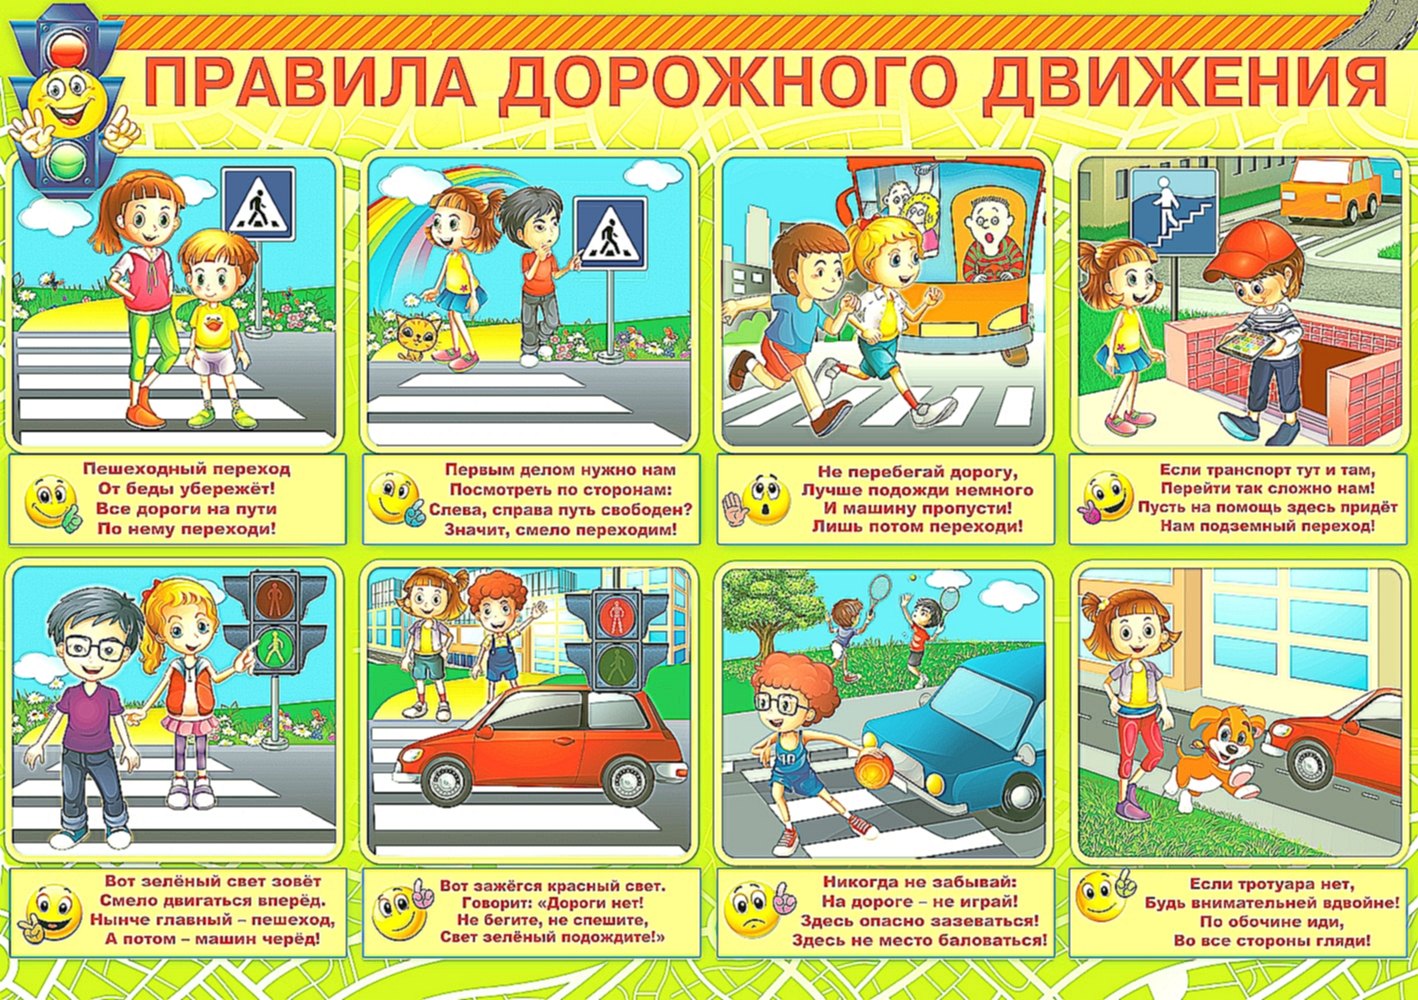 ПРАВИЛА ДОРОЖНОГО ДВИЖЕНИЯ
Пешеходный переход
От беды убережёт!
Все дороги на пути
По нему переходи!
Первым делом нужно нам
Посмотреть по сторонам:
Слева, справа путь свободен?
Значит, смело переходим!
Не перебегай дорогу,
Лучше подожди немного
И машину пропусти!
Лишь потом переходи!
Если транспорт тут и там,
Перейти так сложно нам!
Пусть на помощь здесь придёт
Нам подземный переход!
Вот зелёный свет зовёт
Смело двигаться вперёд.
Нынче главный – пешеход,
А потом – машин черёд!
Вот зажёгся красный свет.
Говорит: «Дороги нет!
Не бегите, не спешите,
Свет зелёный подождите!»
10
Никогда не забывай:
На дороге – не играй!
Здесь опасно зазеваться!
Здесь не место баловаться!
Если тротуара нет,
Будь внимательней вдвойне!
По обочине иди,
Во все стороны гляди!